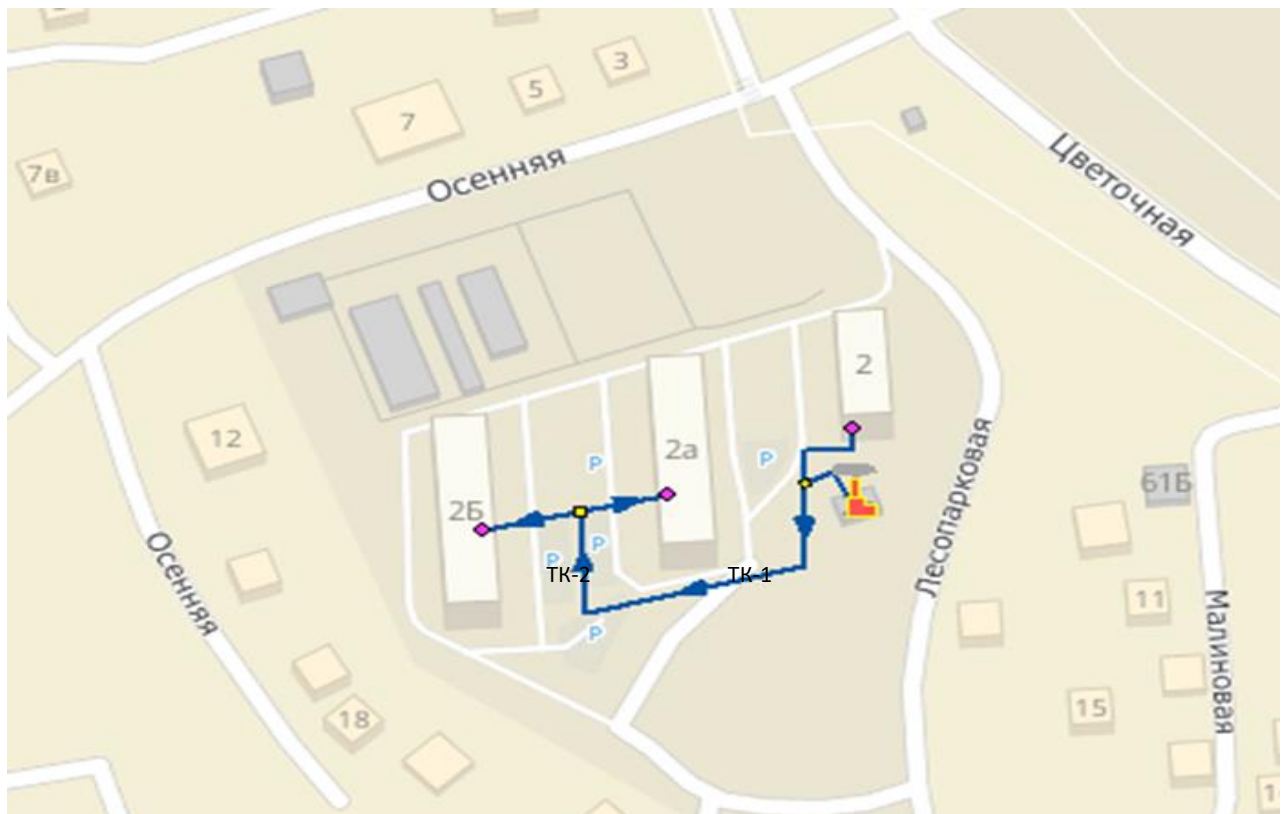 3
5
7
7в
Осенняя
Цветочная
2
2а
12
2Б
P
P
P
P
P
ТК-2
ТК-1
61Б
Лесопарковая
Осенняя
11
Малиновая
15
18